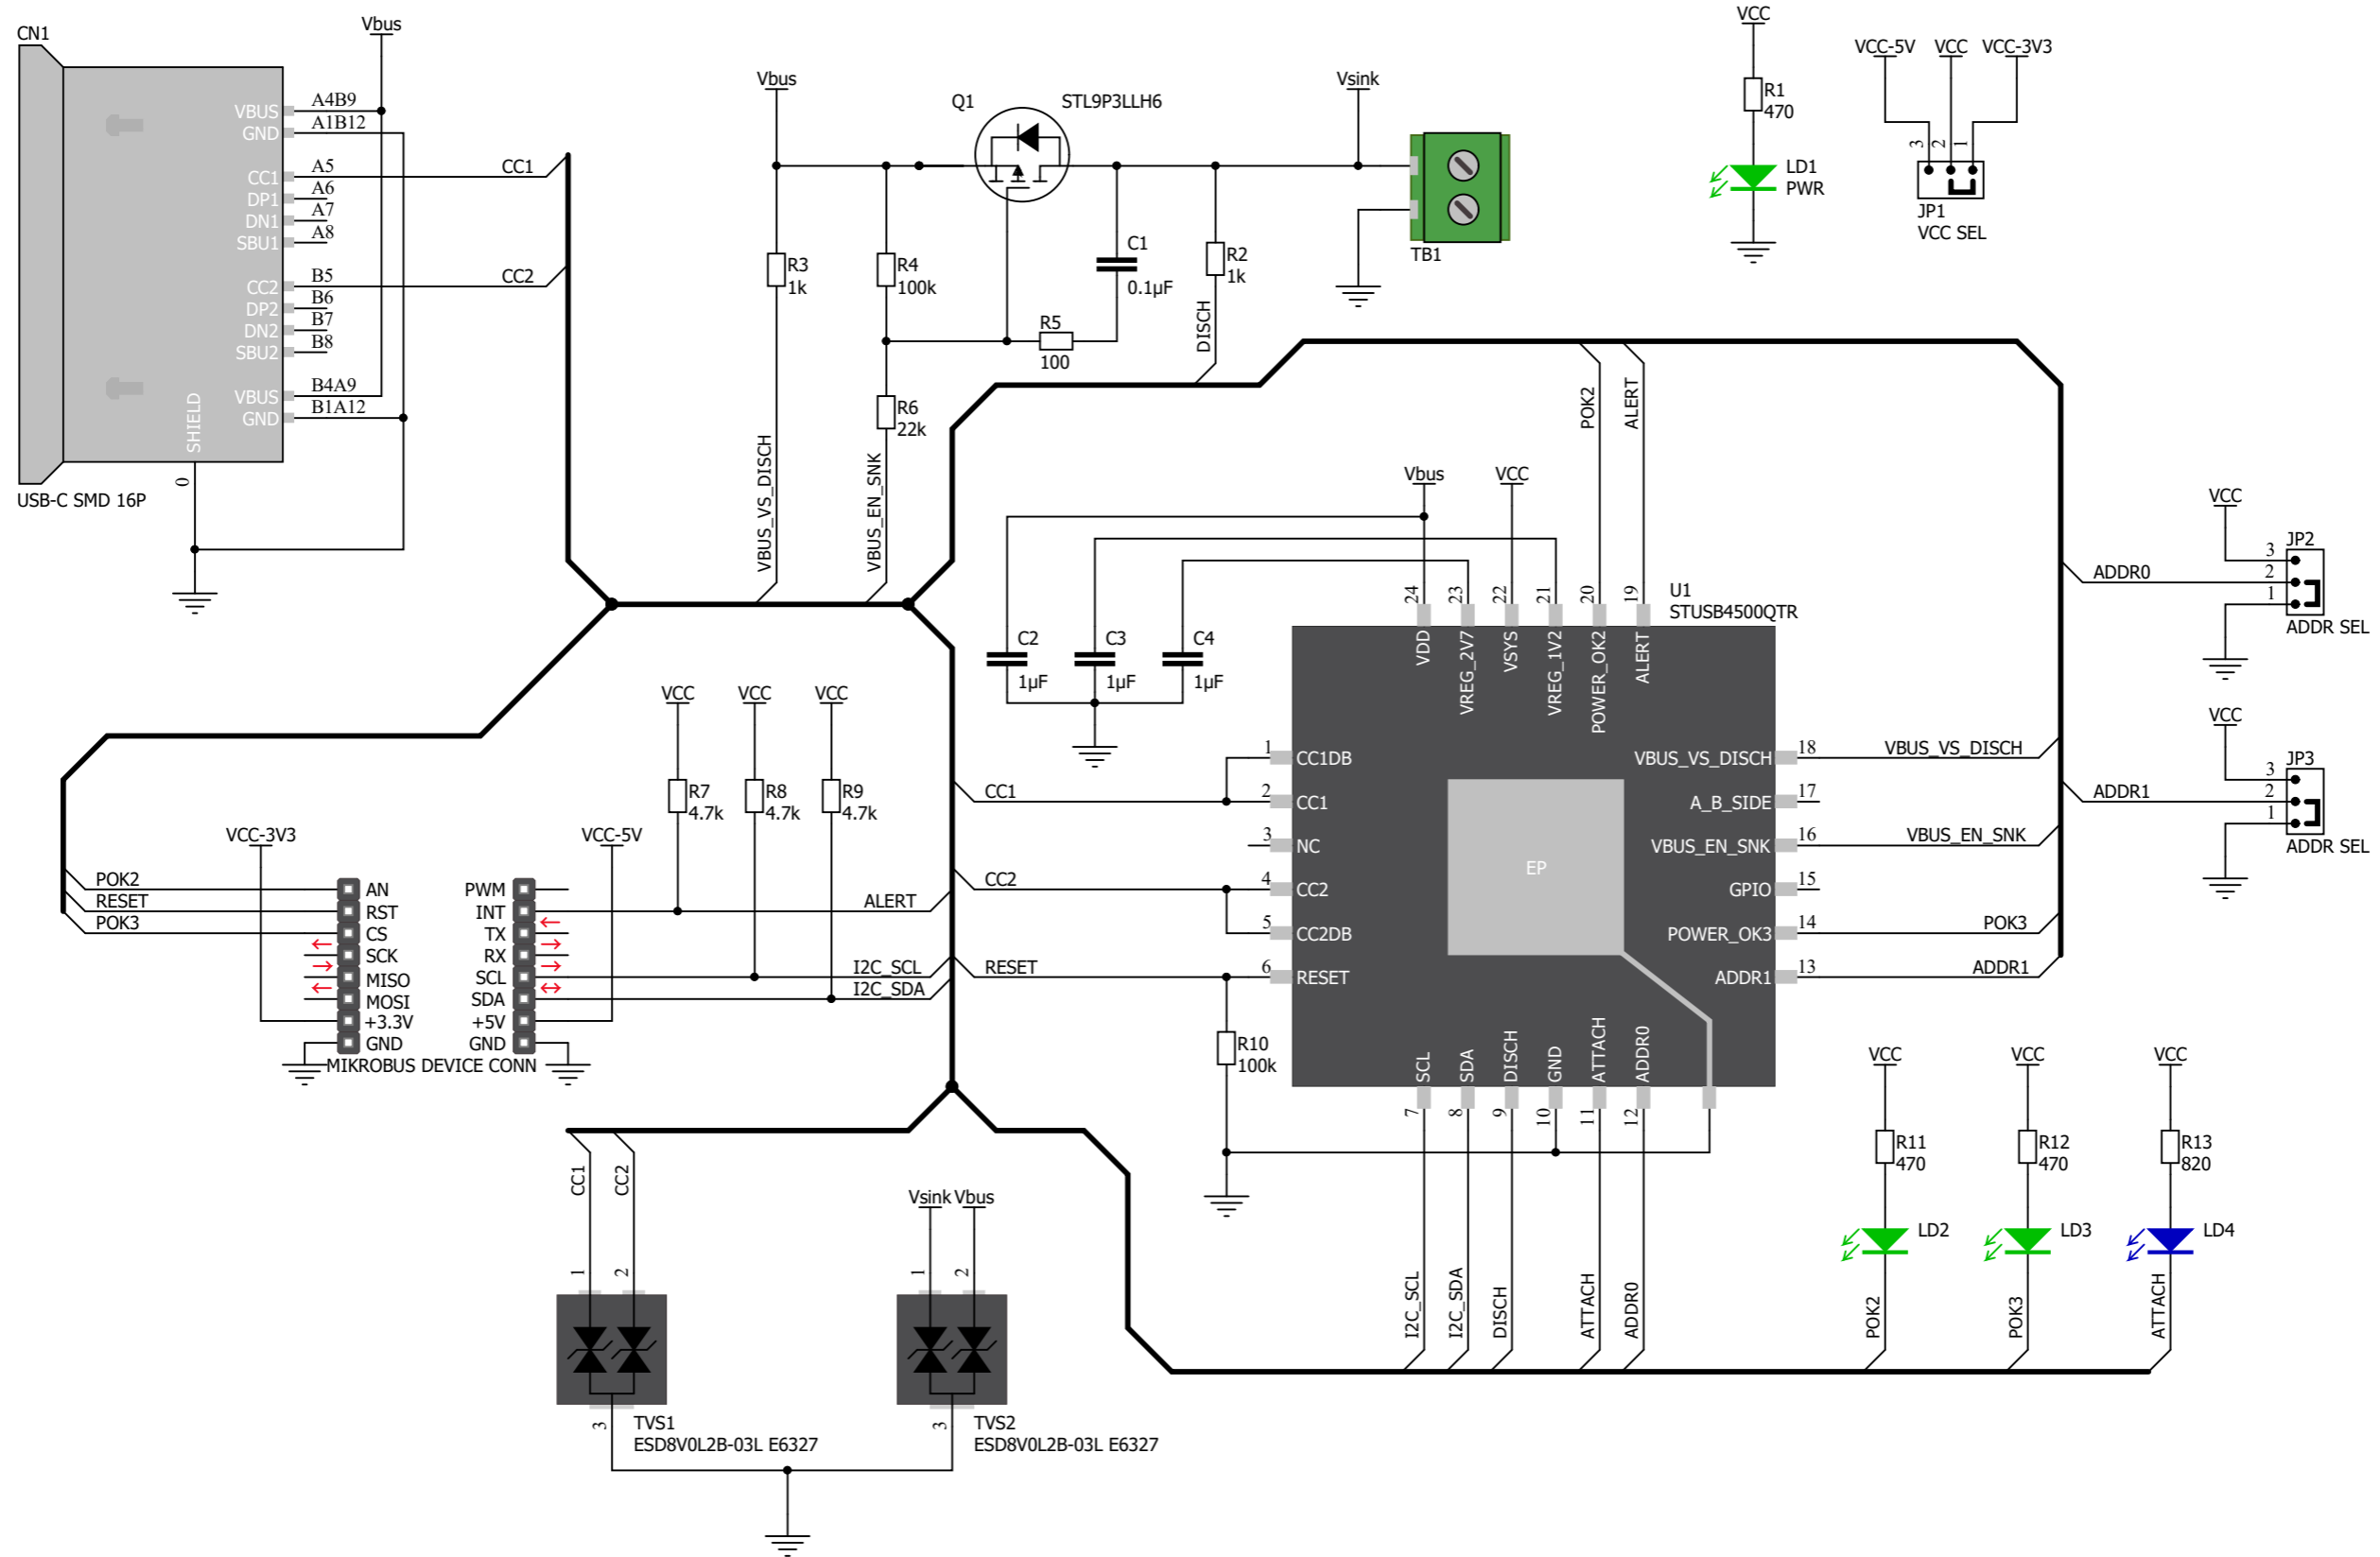 CN1
Vbus
VBUS A4B9
GND A1B12
CC1 A5
DP1 A6
DN1 A7
SBU1 A8
CC2 B5
DP2 B6
DN2 B7
SBU2 B8
VBUS B4A9
GND B1A12
SHIELD
0
USB-C SMD 16P
CC1
CC2
Vbus
Q1
STL9P3LLH6
Vsink
R3
1k
R4
100k
R5
100
C1
0.1µF
R2
1k
DISCH
R6
22k
VBUS_VS_DISCH
VBUS_EN_SNK
TB1
VCC
R1
470
LD1
PWR
VCC-5V VCC VCC-3V3
3 2 1
JP1
VCC SEL
POK2
ALERT
Vbus
VCC
C2
1µF
C3
1µF
C4
1µF
24 23 22 21 20 19
U1
STUSB4500QTR
VDD
VREG_2V7
VSYS
VREG_1V2
POWER_OK2
ALERT
CC1
CC2
RESET
1 CC1DB
2 CC1
3 NC
4 CC2
5 CC2DB
6 RESET
EP
VBUS_VS_DISCH 18
A_B_SIDE 17
VBUS_EN_SNK 16
GPIO 15
POWER_OK3 14
ADDR1 13
VBUS_VS_DISCH
VBUS_EN_SNK
POK3
ADDR1
SCL
SDA
DISCH
GND
ATTACH
ADDR0
7 8 9 10 11 12
I2C_SCL
I2C_SDA
DISCH
ATTACH
ADDR0
R10
100k
VCC
JP2
3
2
1
ADDR0
ADDR SEL
VCC
JP3
3
2
1
ADDR1
ADDR SEL
VCC VCC VCC
R7
4.7k
R8
4.7k
R9
4.7k
VCC-3V3
VCC-5V
POK2
RESET
POK3
AN
RST
CS
SCK
MISO
MOSI
+3.3V
GND
PWM
INT
TX
RX
SCL
SDA
+5V
GND
MIKROBUS DEVICE CONN
ALERT
I2C_SCL
I2C_SDA
CC1
CC2
1 2
3
TVS1
ESD8V0L2B-03L E6327
Vsink Vbus
1 2
3
TVS2
ESD8V0L2B-03L E6327
VCC
R11
470
LD2
POK2
VCC
R12
470
LD3
POK3
VCC
R13
820
LD4
ATTACH